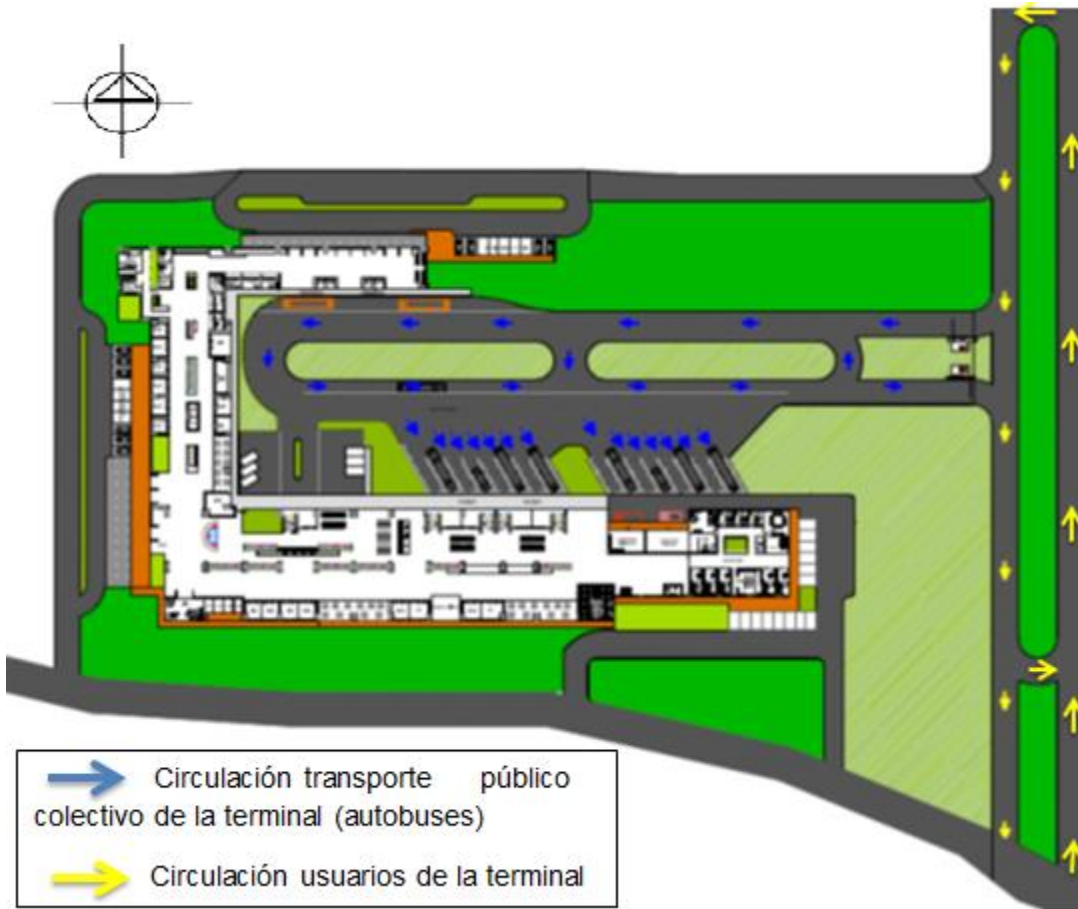 Circulación transporte público
colectivo de la terminal (autobuses)
Circulación usuarios de la terminal